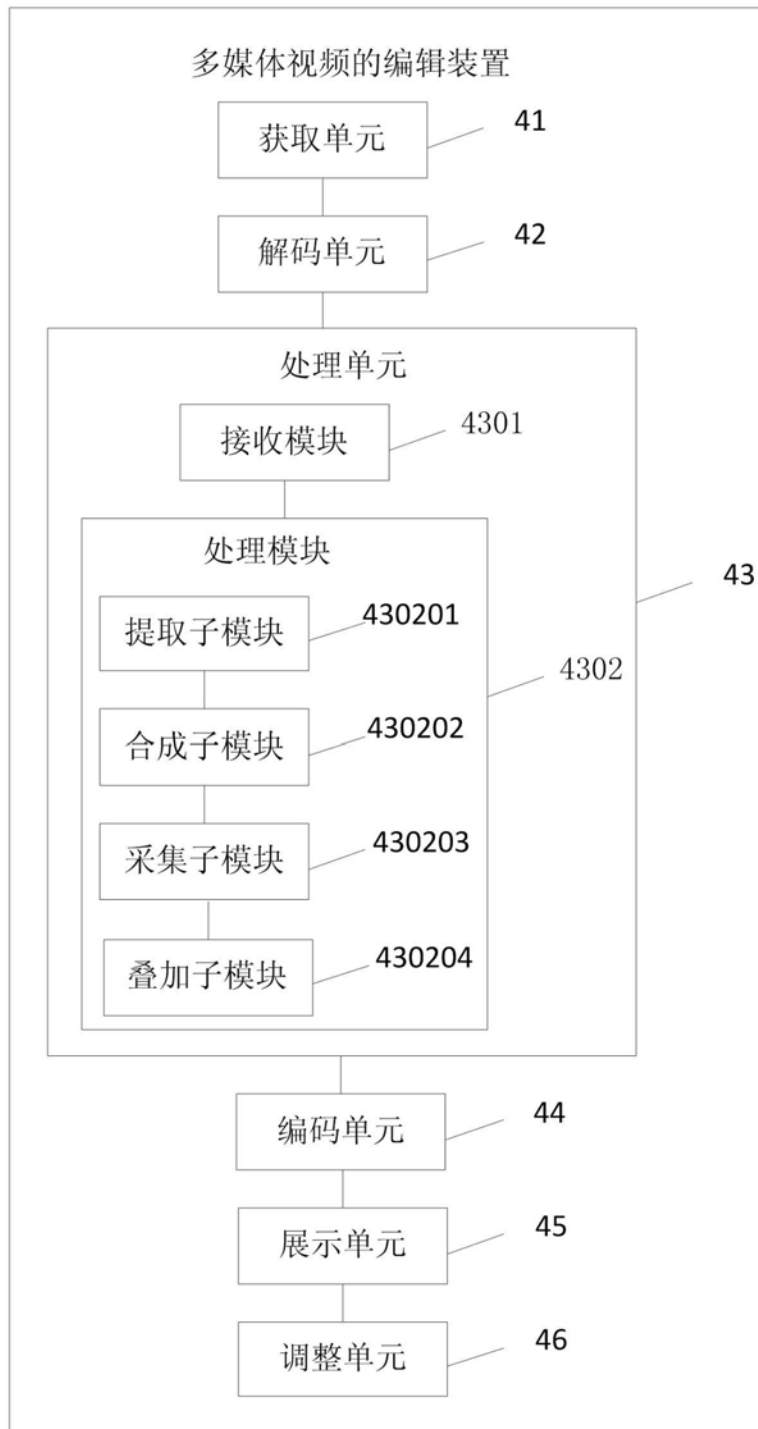 多媒体视频的编辑装置
获取单元
41
解码单元
42
处理单元
接收模块
4301
处理模块
43
提取子模块
430201
4302
合成子模块
430202
采集子模块
430203
叠加子模块
430204
编码单元
44
展示单元
45
调整单元
46